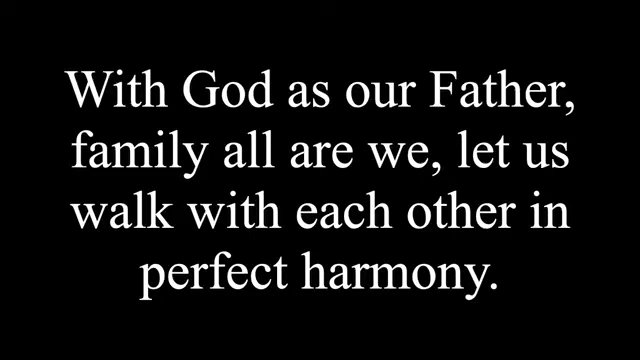 With God as our Father,
family all are we, let us
walk with each other in
perfect harmony.